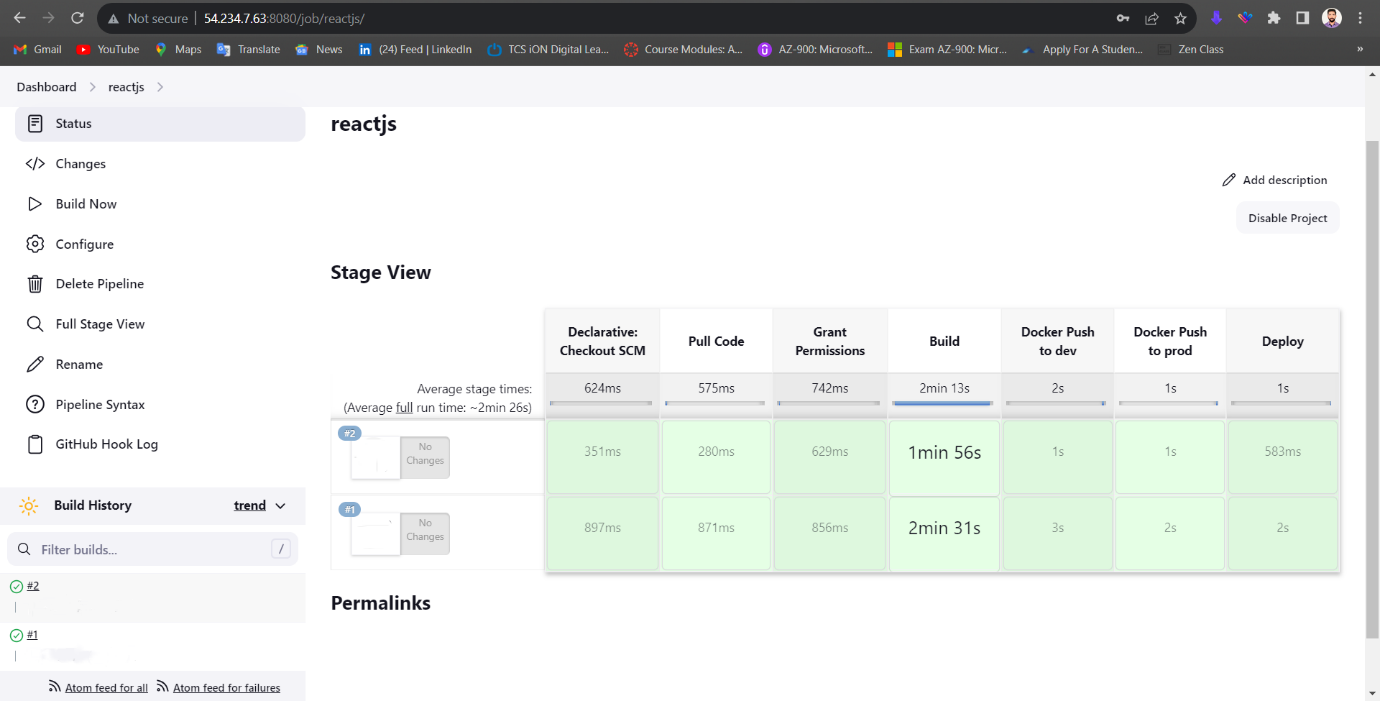 Not secure | 54.234.7.63:8080/job/reactjs/
Gmail YouTube Maps Translate News (24) Feed | LinkedIn TCS iON Digital Lea... Course Modules: A... AZ-900: Microsoft... Exam AZ-900: Micr... Apply For A Studen... Zen Class »
Dashboard > reactjs >
Status
Changes
Build Now
Configure
Delete Pipeline
Full Stage View
Rename
Pipeline Syntax
GitHub Hook Log
Build History trend
Filter builds... /
#2
#1
Atom feed for all Atom feed for failures
reactjs
Add description
Disable Project
Stage View
Declarative: Checkout SCM Pull Code Grant Permissions Build Docker Push to dev Docker Push to prod Deploy
Average stage times: 624ms 575ms 742ms 2min 13s 2s 1s 1s
(Average full run time: ~2min 26s)
#2 No Changes 351ms 280ms 629ms 1min 56s 1s 1s 583ms
#1 No Changes 897ms 871ms 856ms 2min 31s 3s 2s 2s
Permalinks